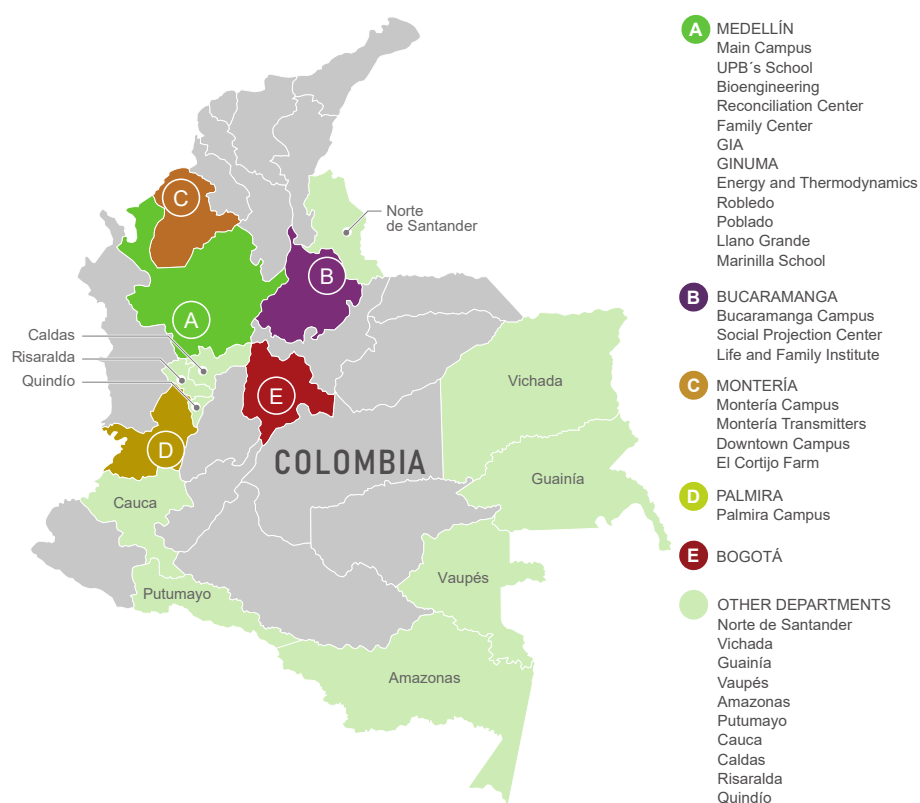 C
Norte
de Santander
B
A
Caldas
Risaralda
Quindío
E
Vichada
D
COLOMBIA
Guainía
Cauca
Vaupés
Putumayo
Amazonas
A MEDELLÍN
Main Campus
UPB´s School
Bioengineering
Reconciliation Center
Family Center
GIA
GINUMA
Energy and Thermodynamics
Robledo
Poblado
Llano Grande
Marinilla School
B BUCARAMANGA
Bucaramanga Campus
Social Projection Center
Life and Family Institute
C MONTERÍA
Montería Campus
Montería Transmitters
Downtown Campus
El Cortijo Farm
D PALMIRA
Palmira Campus
E BOGOTÁ
OTHER DEPARTMENTS
Norte de Santander
Vichada
Guainía
Vaupés
Amazonas
Putumayo
Cauca
Caldas
Risaralda
Quindío